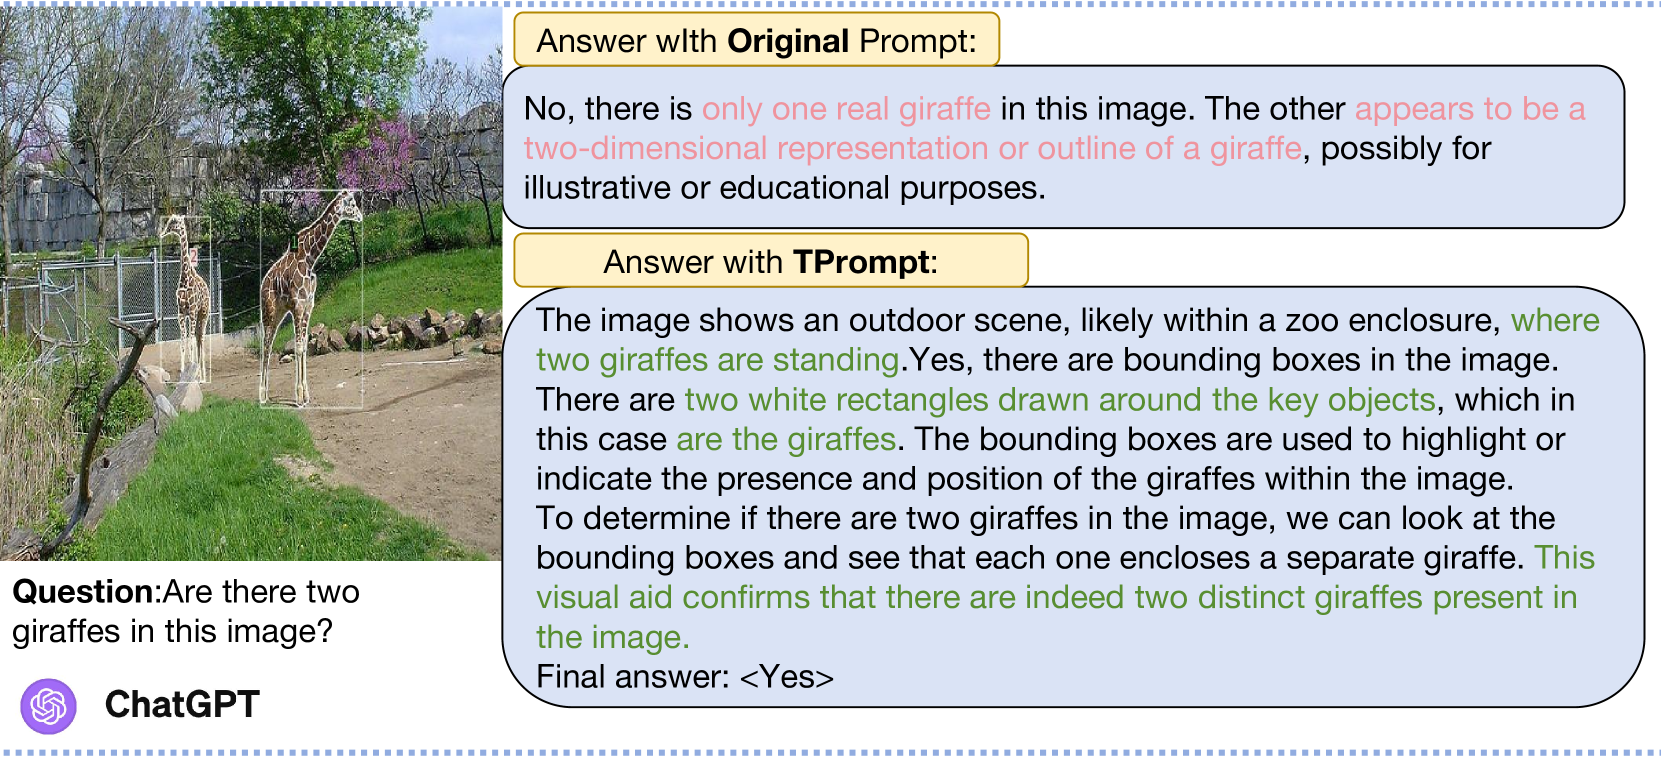 Answer wIth Original Prompt:
No, there is only one real giraffe in this image. The other appears to be a
two-dimensional representation or outline of a giraffe, possibly for
illustrative or educational purposes.
Answer with TPrompt:
The image shows an outdoor scene, likely within a zoo enclosure, where
two giraffes are standing.Yes, there are bounding boxes in the image.
There are two white rectangles drawn around the key objects, which in
this case are the giraffes. The bounding boxes are used to highlight or
indicate the presence and position of the giraffes within the image.
To determine if there are two giraffes in the image, we can look at the
bounding boxes and see that each one encloses a separate giraffe. This
visual aid confirms that there are indeed two distinct giraffes present in
the image.
Final answer: <Yes>
2
Question:Are there two
giraffes in this image?
ChatGPT